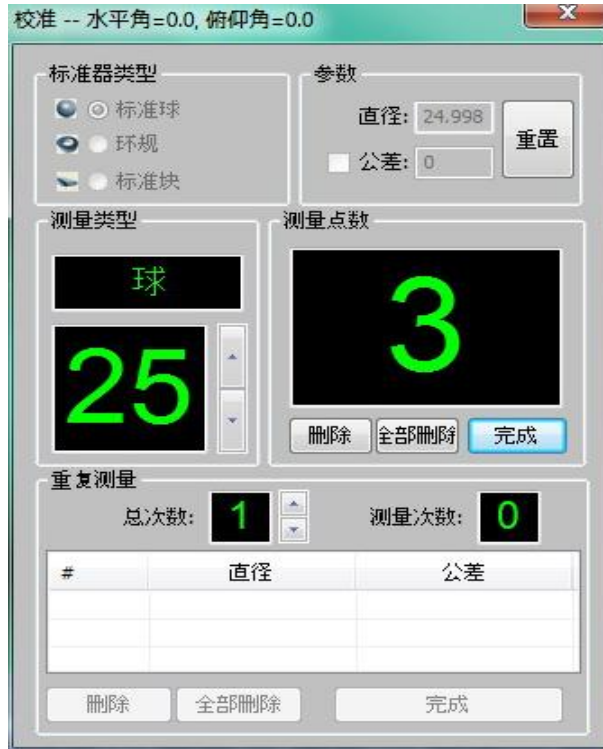 校准 -- 水平角=0.0, 俯仰角=0.0
标准器类型
标准球
环规
标准块
参数
直径: 24.998
公差: 0
重置
测量类型
球
25
测量点数
3
删除 全部删除 完成
重复测量
总次数: 1 测量次数: 0
# 直径 公差
删除 全部删除 完成